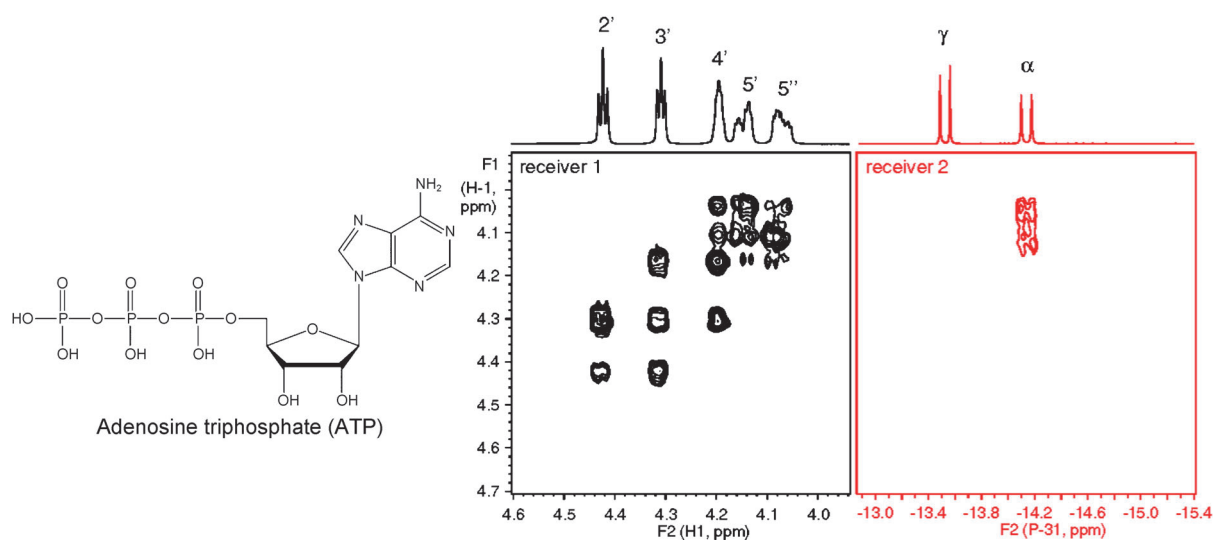 2' 3' 4' 5' 5'' γ α
F1
(H-1,
ppm)
receiver 1
receiver 2
4.1
4.2
4.3
4.4
4.5
4.6
4.7
4.6 4.5 4.4 4.3 4.2 4.1 4.0
F2 (H1, ppm)
-13.0 -13.4 -13.8 -14.2 -14.6 -15.0 -15.4
F2 (P-31, ppm)
NH2
N N
N N
O O O
HO P O P O P O O
OH OH OH
OH OH
Adenosine triphosphate (ATP)